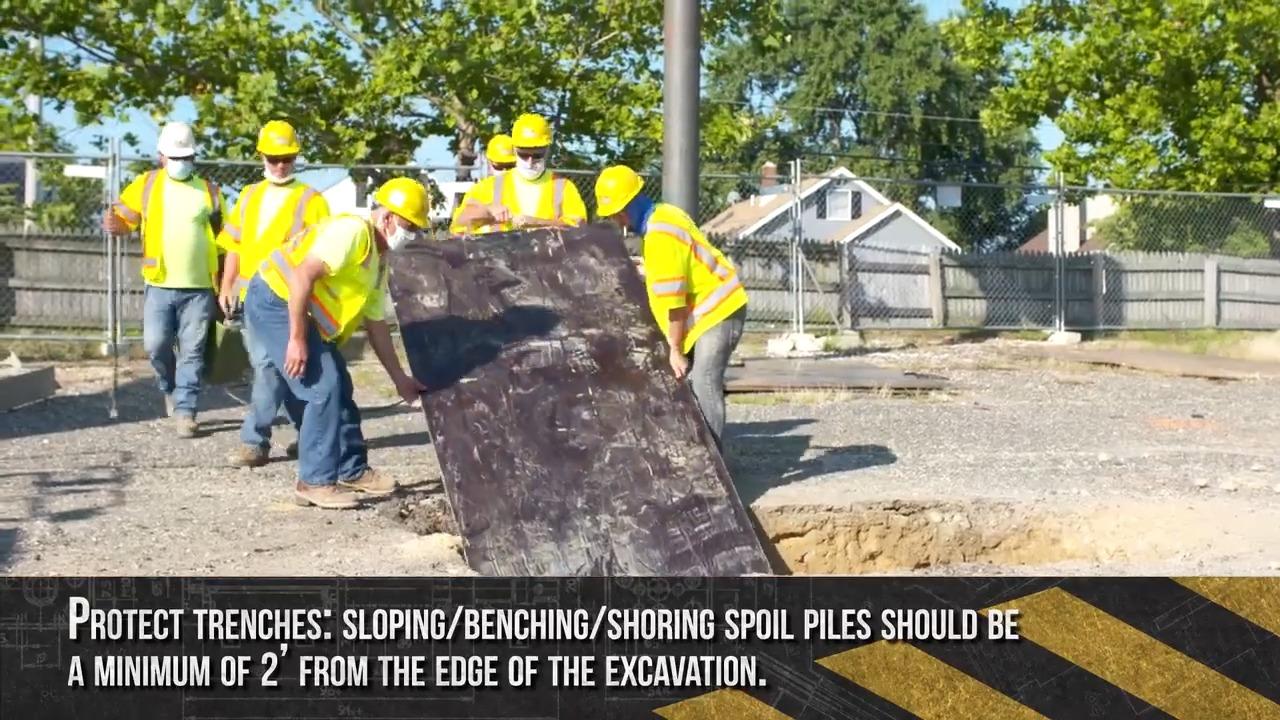 Protect trenches: sloping/benching/shoring spoil piles should be
a minimum of 2' from the edge of the excavation.